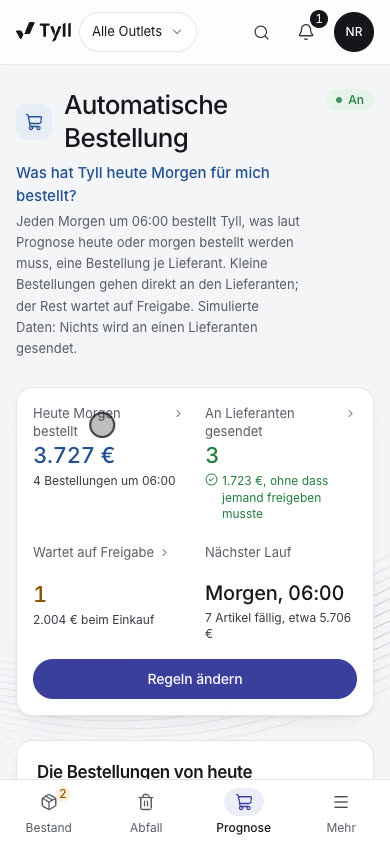 Tyll
Alle Outlets
1
NR
Automatische
Bestellung
An
Was hat Tyll heute Morgen für mich
bestellt?
Jeden Morgen um 06:00 bestellt Tyll, was laut
Prognose heute oder morgen bestellt werden
muss, eine Bestellung je Lieferant. Kleine
Bestellungen gehen direkt an den Lieferanten;
der Rest wartet auf Freigabe. Simulierte
Daten: Nichts wird an einen Lieferanten
gesendet.
Heute Morgen
bestellt
3.727 €
4 Bestellungen um 06:00
An Lieferanten
gesendet
3
1.723 €, ohne dass
jemand freigeben
musste
Wartet auf Freigabe
1
2.004 € beim Einkauf
Nächster Lauf
Morgen, 06:00
7 Artikel fällig, etwa 5.706
€
Regeln ändern
Die Bestellungen von heute
2
Bestand
Abfall
Prognose
Mehr